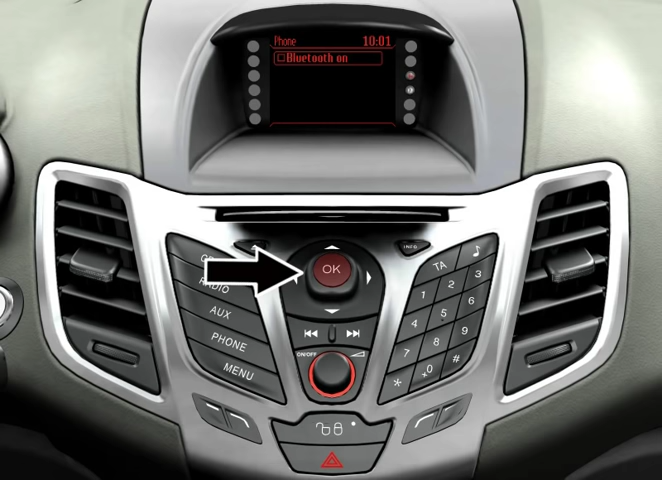 Phone 10:01
Bluetooth on
OK
INFO
RADIO
AUX
PHONE
MENU
TA
1 2 3
4 5 6
7 8 9
* 0 #
ON/OFF